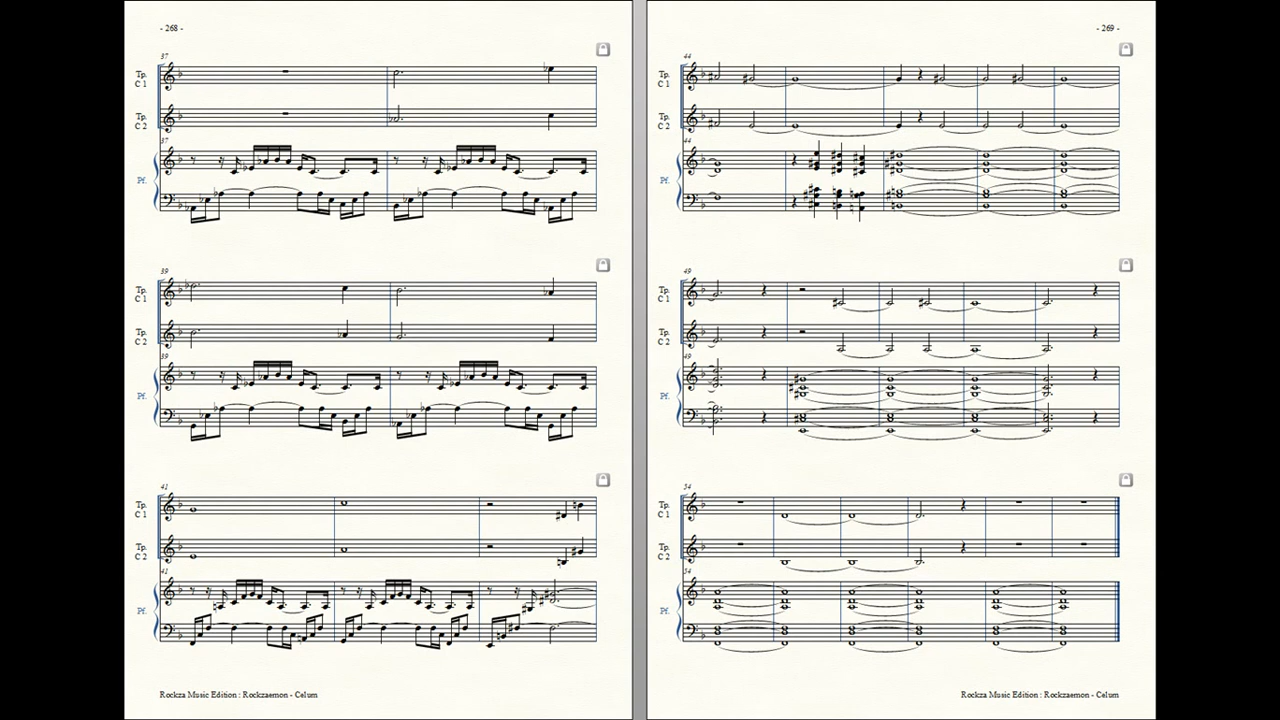 - 268 -
37
Tp.
C 1
Tp.
C 2
37
Pf.
39
Tp.
C 1
Tp.
C 2
39
Pf.
41
Tp.
C 1
Tp.
C 2
41
Pf.
Rockza Music Edition : Rockzaemon - Celum
- 269 -
44
Tp.
C 1
Tp.
C 2
44
Pf.
49
Tp.
C 1
Tp.
C 2
49
Pf.
54
Tp.
C 1
Tp.
C 2
54
Pf.
Rockza Music Edition : Rockzaemon - Celum